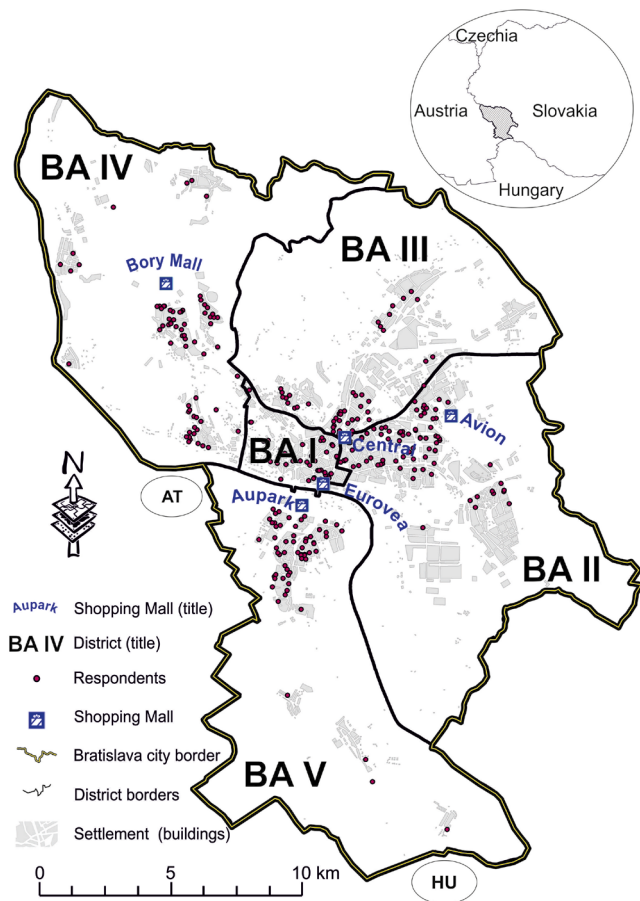 Czechia
Austria
Slovakia
Hungary
BA IV
BA III
Bory Mall
Avion
BA I
Central
N
AT
Aupark
Eurovea
BA II
Aupark Shopping Mall (title)
BA IV District (title)
Respondents
Shopping Mall
Bratislava city border
District borders
Settlement (buildings)
BA V
0 5 10 km
HU